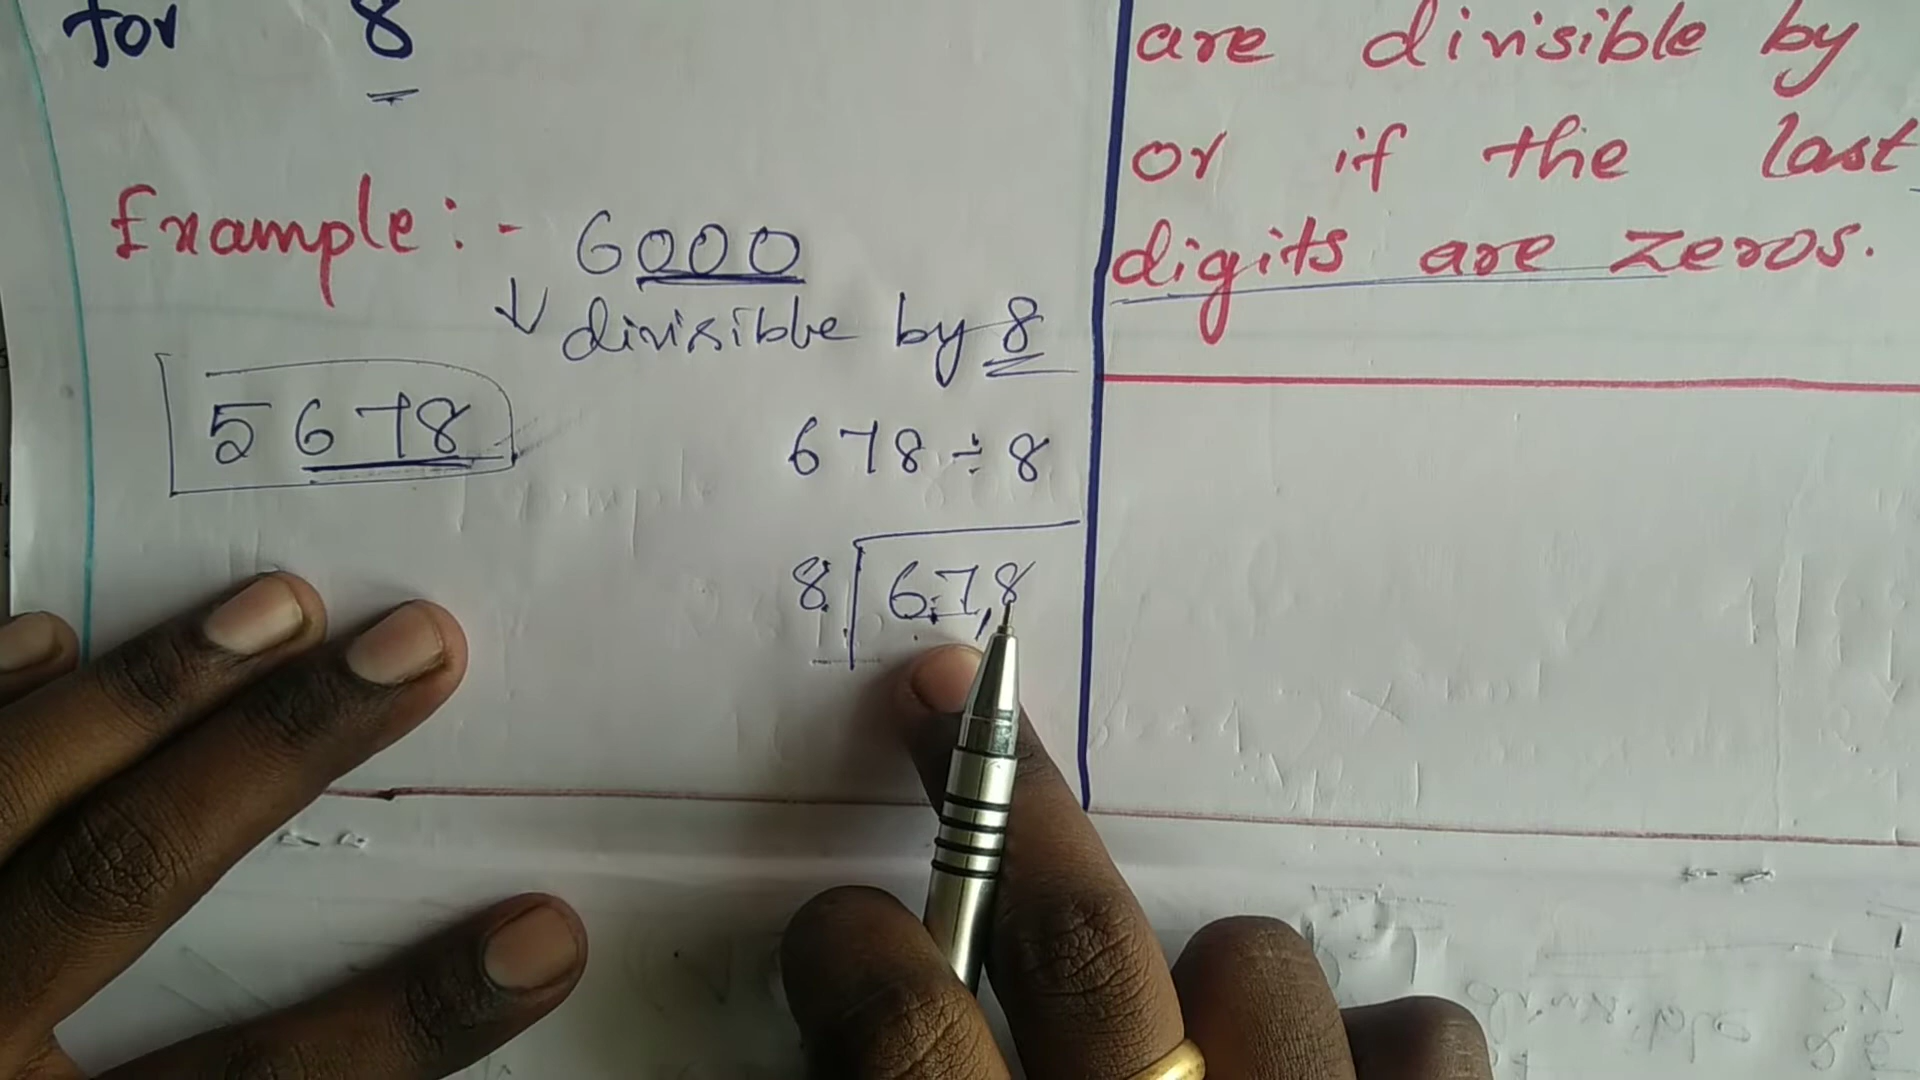 for 8
Example:- 6000
↓ divisible by 8
5678
678÷8
8 678
are divisible by
or if the last
digits are zeros.